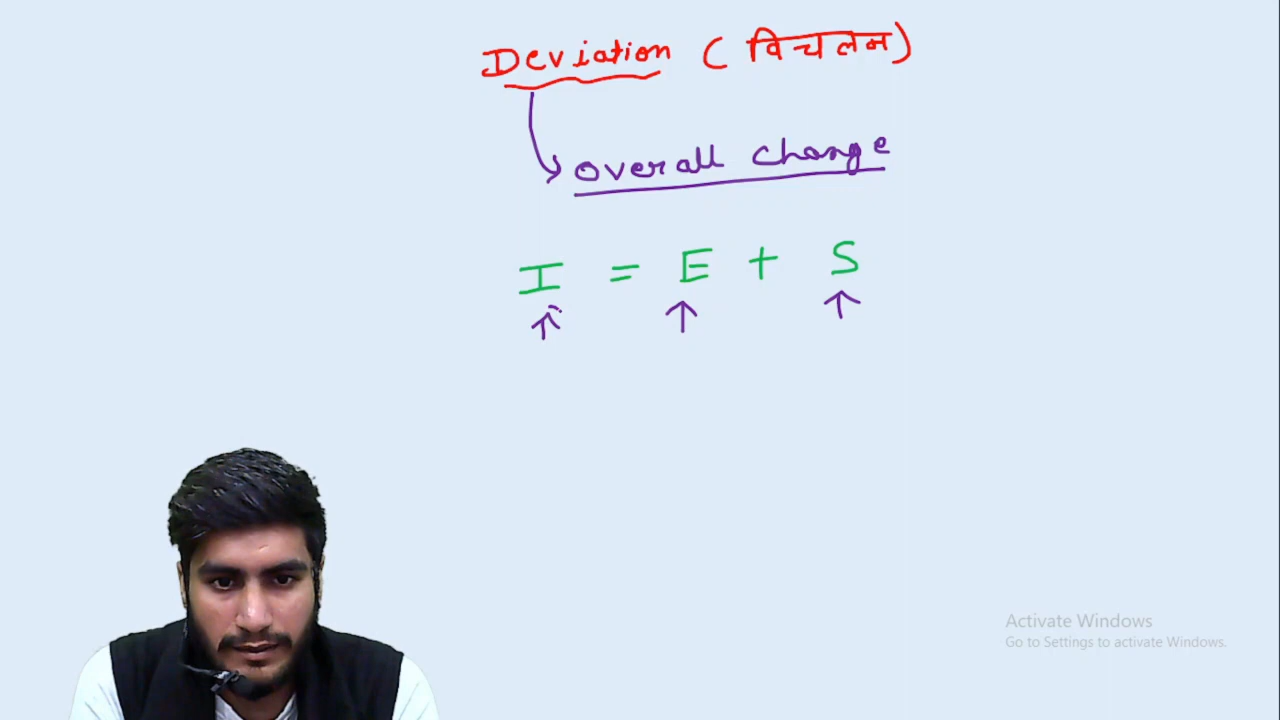 Deviation (विचलन)
overall change
I = E + S
Activate Windows
Go to Settings to activate Windows.